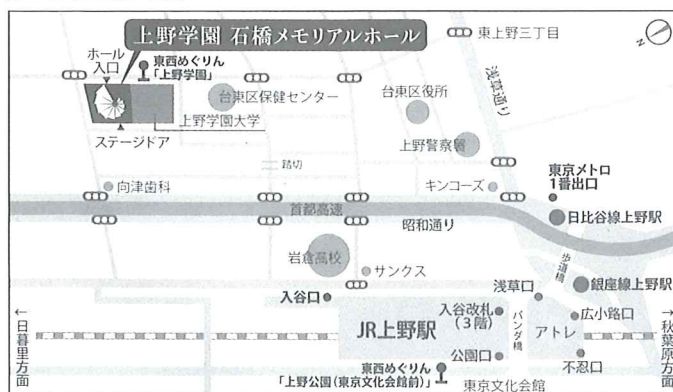 上野学園 石橋メモリアルホール
東上野三丁目
N
ホール
入口
東西めぐりん
「上野学園」
台東区保健センター
台東区役所
浅草通り
上野学園大学
上野警察署
ステージドア
踏切
東京メトロ
1番出口
向津歯科
キンコーズ
首都高速
昭和通り
日比谷線上野駅
岩倉高校
サンクス
歩道橋
入谷口
浅草口
銀座線上野駅
入谷改札
(3階)
パンダ橋
広小路口
JR上野駅
アトレ
公園口
不忍口
←日暮里方面
→秋葉原方面
東西めぐりん
「上野公園(東京文化会館前)」
東京文化会館